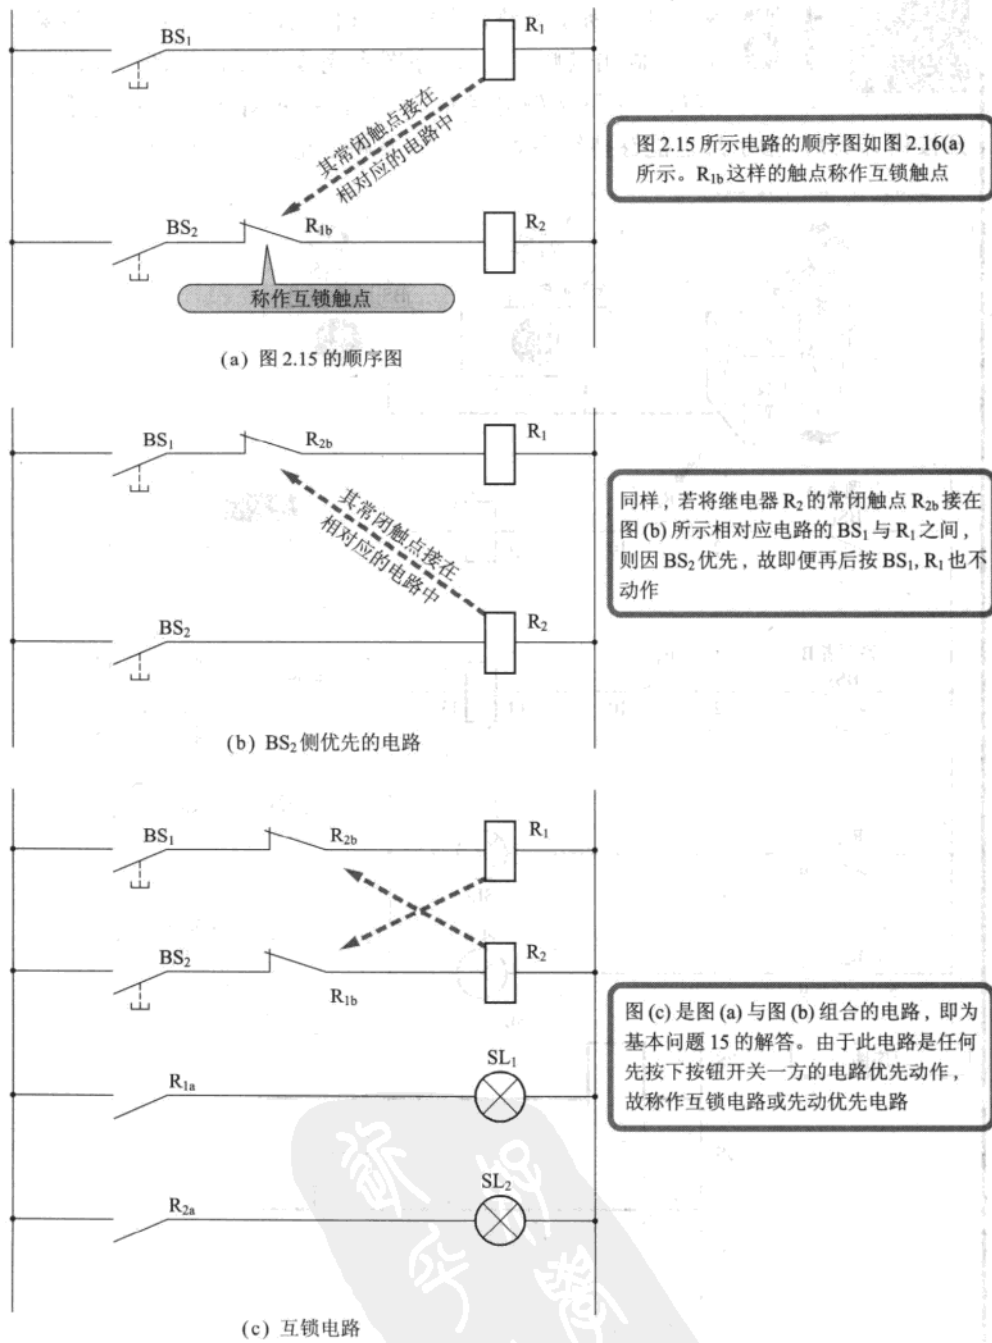 BS₁
R₁
其常闭触点接在
相对应的电路中
图 2.15 所示电路的顺序图如图 2.16(a)
所示。R₁b这样的触点称作互锁触点
BS₂
R₁b
R₂
称作互锁触点
(a) 图 2.15 的顺序图
BS₁
R₂b
R₁
其常闭触点接在
相对应的电路中
同样，若将继电器 R₂ 的常闭触点 R₂b 接在
图 (b) 所示相对应电路的 BS₁ 与 R₁ 之间，
则因 BS₂ 优先，故即便再后按 BS₁, R₁ 也不
动作
BS₂
R₂
(b) BS₂ 侧优先的电路
BS₁
R₂b
R₁
BS₂
R₁b
R₂
图 (c) 是图 (a) 与图 (b) 组合的电路，即为
基本问题 15 的解答。由于此电路是任何
先按下按钮开关一方的电路优先动作，
故称作互锁电路或先动优先电路
R₁a
SL₁
R₂a
SL₂
(c) 互锁电路